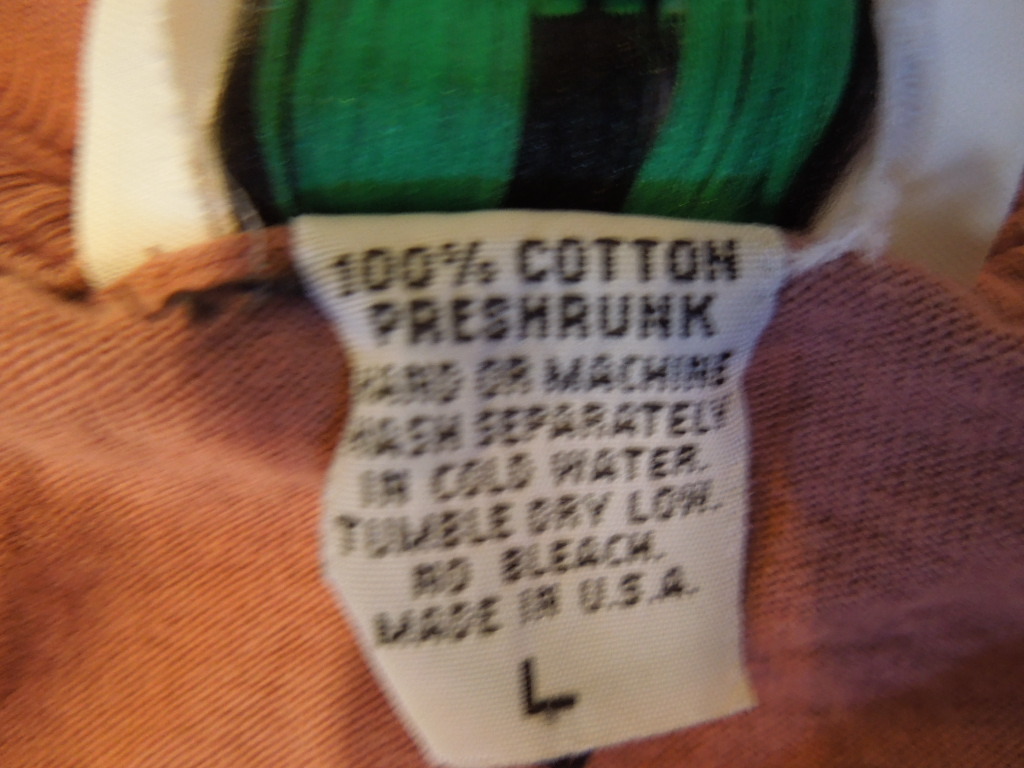 100% COTTON
PRESHRUNK
HAND OR MACHINE
WASH SEPARATELY
IN COLD WATER.
TUMBLE DRY LOW.
NO BLEACH.
MADE IN U.S.A.
L